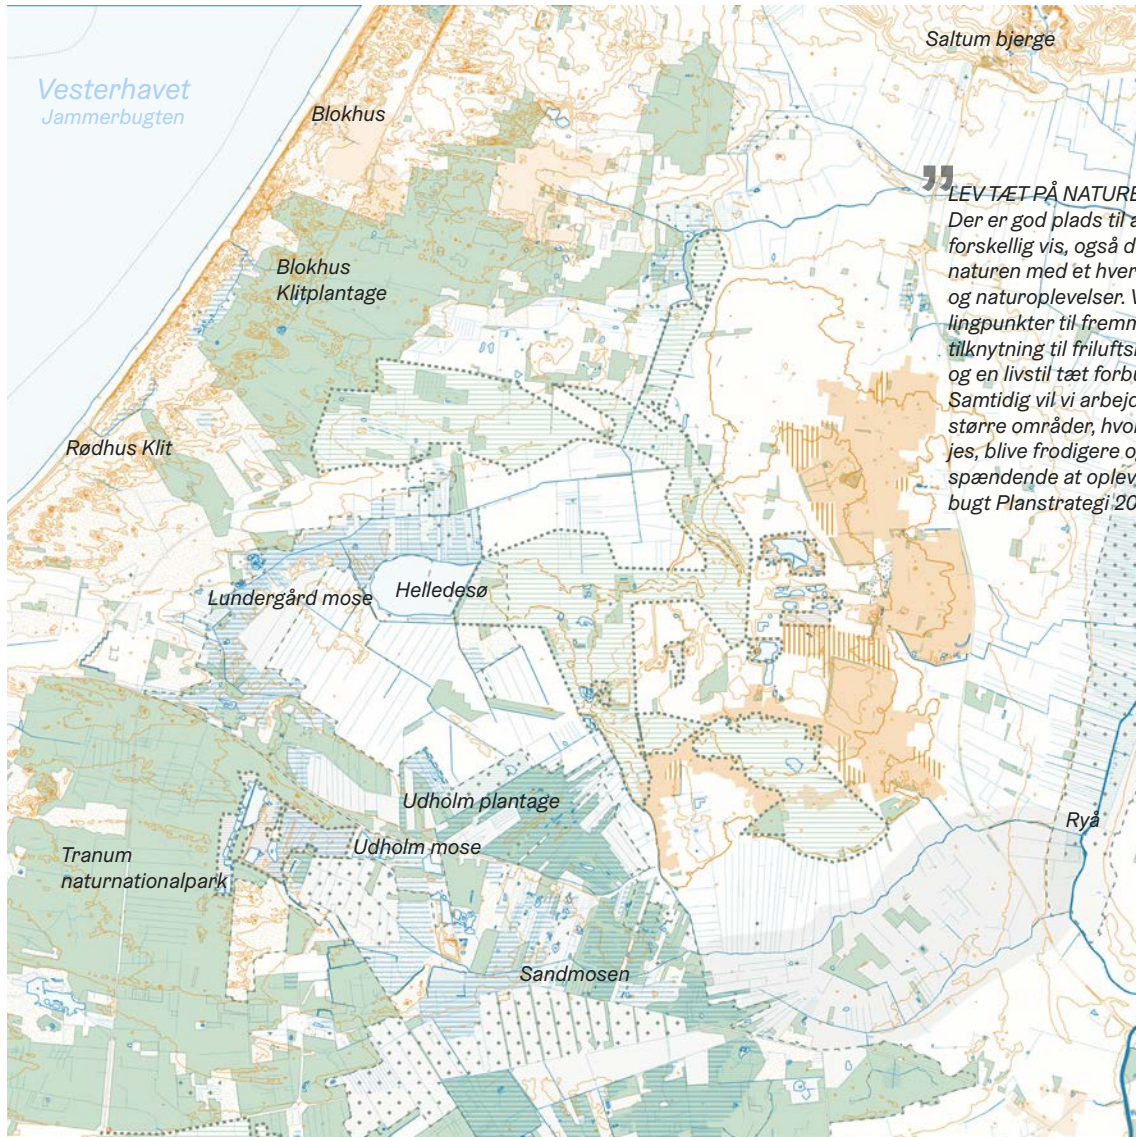 Saltum bjerge
Vesterhavet
Jammerbugten
Blokhus
”
LEV TÆT PÅ NATURE
Der er god plads til a
forskellig vis, også d
naturen med et hver
og naturoplevelser. V
lingpunkter til fremm
tilknytning til friluftsl
og en livstil tæt forbu
Samtidig vil vi arbejd
større områder, hvor
jes, blive frodigere og
spændende at oplev
bugt Planstrategi 20
Blokhus
Klitplantage
Rødhus Klit
Lundergård mose
Helledesø
Udholm plantage
Ryå
Udholm mose
Tranum
naturnationalpark
Sandmosen